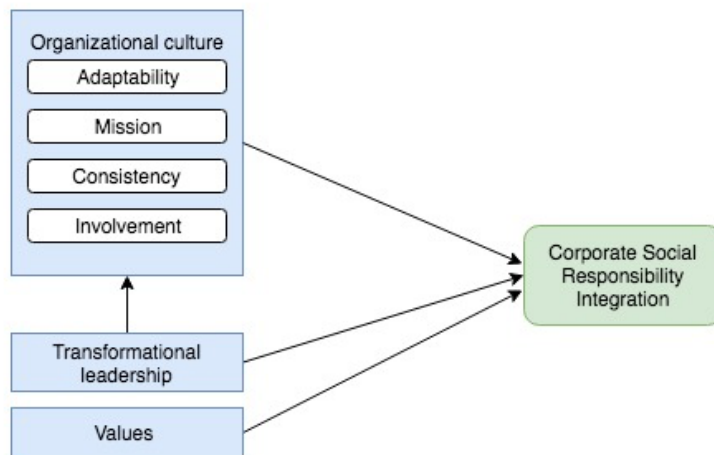 Organizational culture
Adaptability
Mission
Consistency
Involvement
Transformational
leadership
Values
Corporate Social
Responsibility
Integration